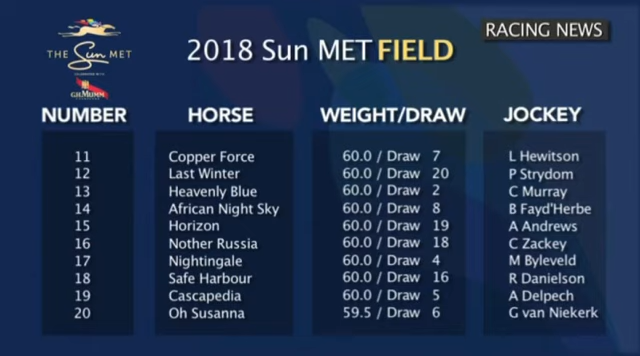 RACING NEWS
THE Sun MET
CELEBRATED WITH
G.H.MUMM
2018 Sun MET FIELD
NUMBER HORSE WEIGHT/DRAW JOCKEY
11 Copper Force 60.0 / Draw 7 L Hewitson
12 Last Winter 60.0 / Draw 20 P Strydom
13 Heavenly Blue 60.0 / Draw 2 C Murray
14 African Night Sky 60.0 / Draw 8 B Fayd'Herbe
15 Horizon 60.0 / Draw 19 A Andrews
16 Nother Russia 60.0 / Draw 18 C Zackey
17 Nightingale 60.0 / Draw 4 M Byleveld
18 Safe Harbour 60.0 / Draw 16 R Danielson
19 Cascapedia 60.0 / Draw 5 A Delpech
20 Oh Susanna 59.5 / Draw 6 G van Niekerk